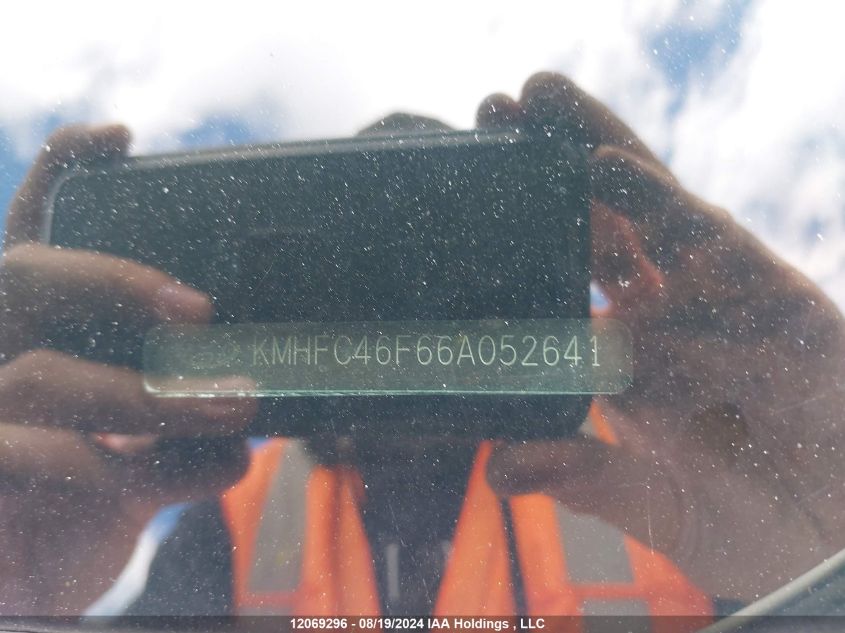 KMHFC46F66A052641
12069296 - 08/19/2024 IAA Holdings , LLC